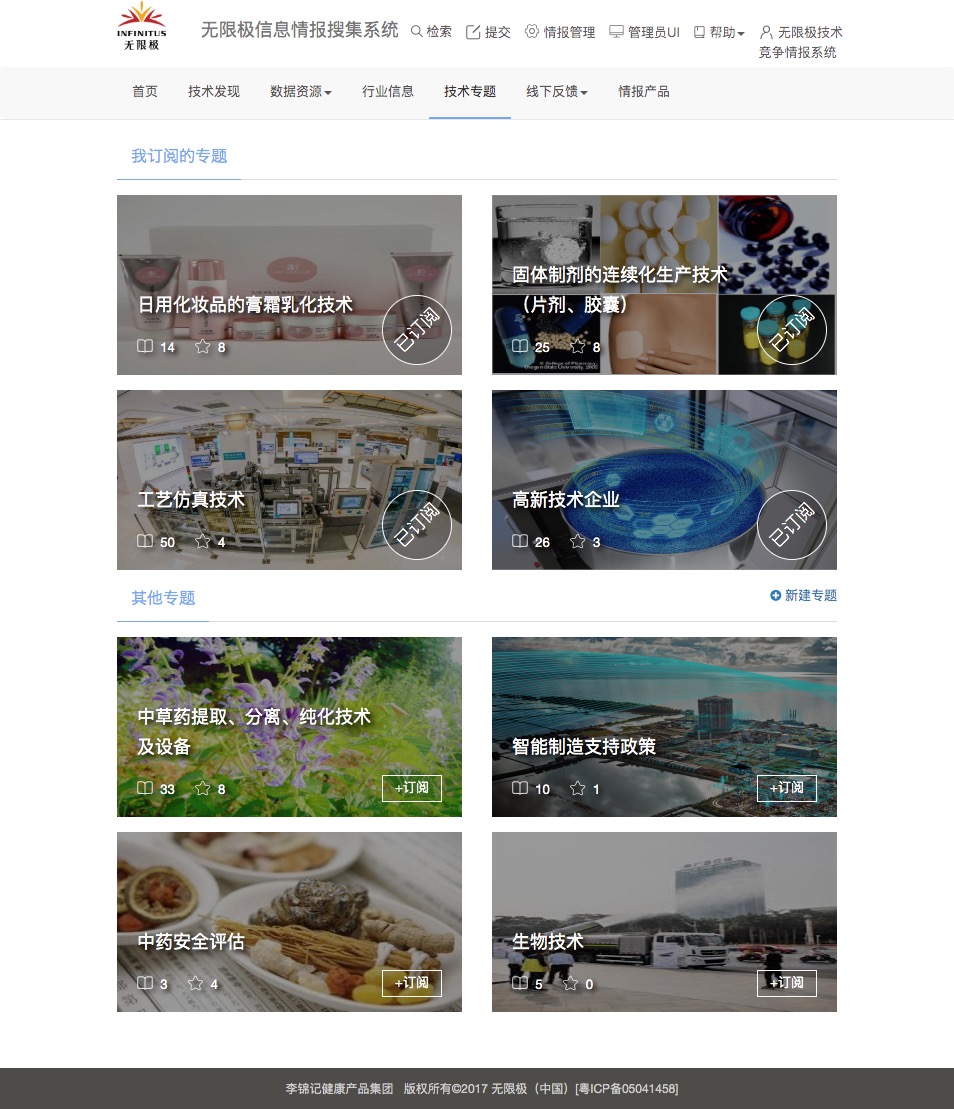 INFINITUS
无限极
无限极信息情报搜集系统
检索
提交
情报管理
管理员UI
帮助
无限极技术
竞争情报系统
首页
技术发现
数据资源
行业信息
技术专题
线下反馈
情报产品
我订阅的专题
日用化妆品的膏霜乳化技术
14
8
已订阅
固体制剂的连续化生产技术
（片剂、胶囊）
25
8
已订阅
© College of Pharmacy
Oregon State University, 2000
工艺仿真技术
50
4
已订阅
高新技术企业
26
3
已订阅
其他专题
新建专题
中草药提取、分离、纯化技术
及设备
33
8
+订阅
智能制造支持政策
10
1
+订阅
中药安全评估
3
4
+订阅
生物技术
5
0
+订阅
李锦记健康产品集团 版权所有©2017 无限极（中国）[粤ICP备05041458]